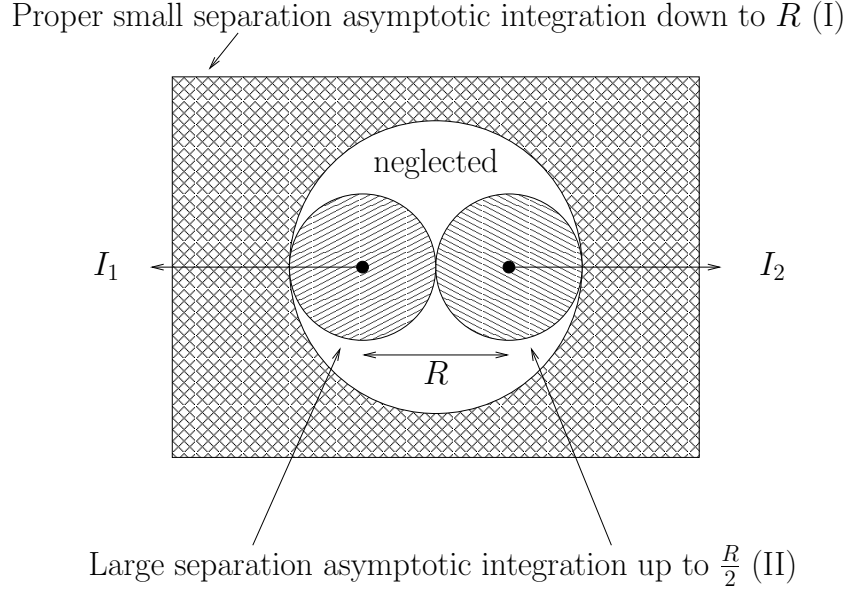 Proper small separation asymptotic integration down to R (I)
neglected
I₁
I₂
R
Large separation asymptotic integration up to R/2 (II)